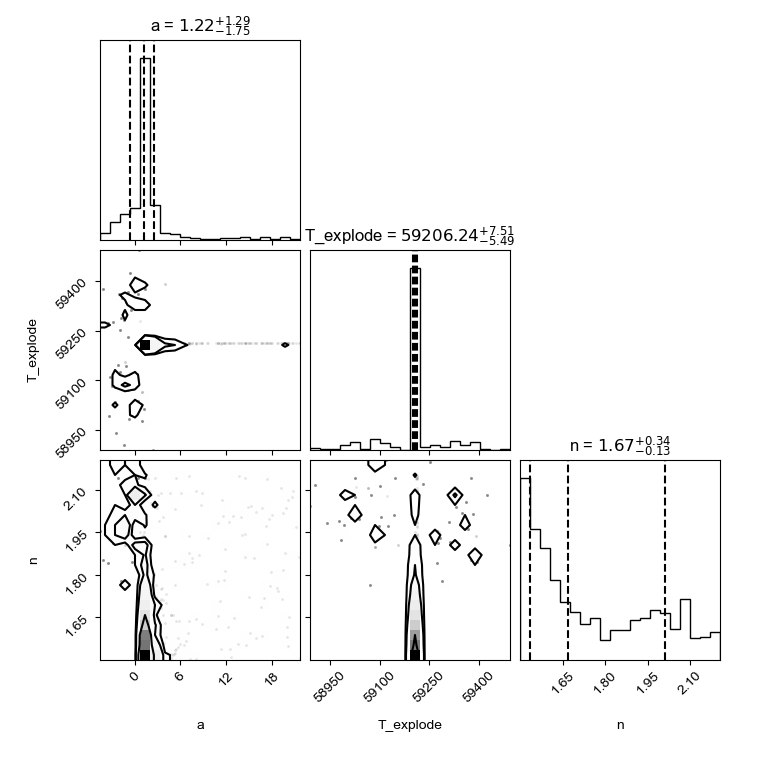 a = 1.22+1.29−1.75
T_explode = 59206.24+7.51−5.49
T_explode
59400
59250
59100
58950
n = 1.67+0.34−0.13
n
2.10
1.95
1.80
1.65
0
6
12
18
58950
59100
59250
59400
1.65
1.80
1.95
2.10
a
T_explode
n